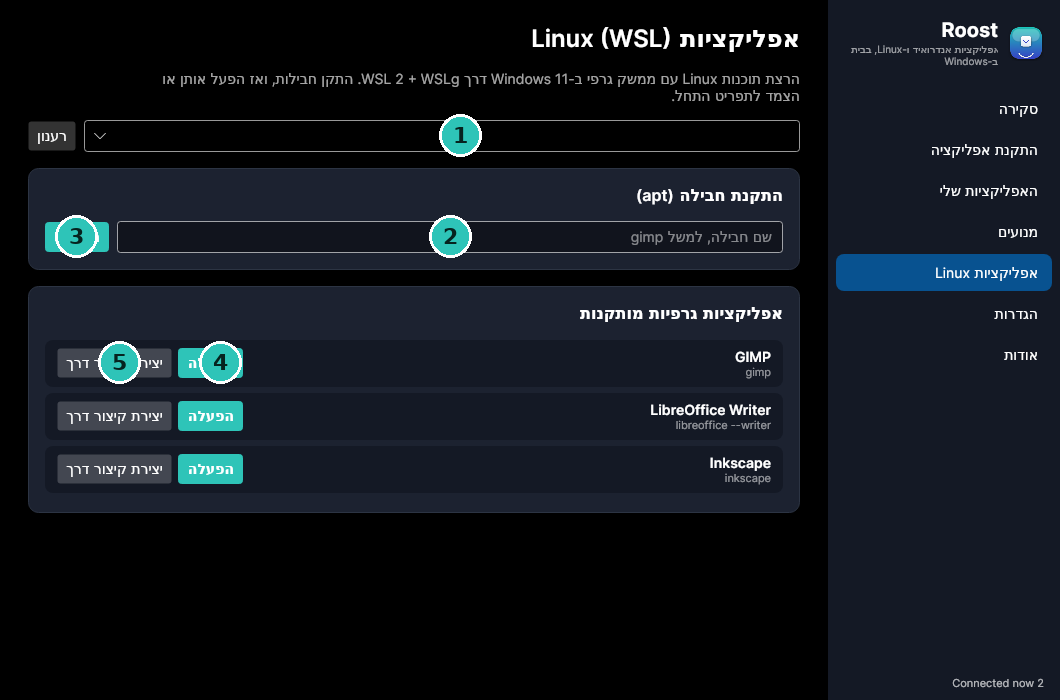 Roost
אפליקציות אנדרואיד ו-Linux, בבית
ב-Windows
סקירה
התקנת אפליקציה
האפליקציות שלי
מנועים
אפליקציות Linux
הגדרות
אודות
Connected now 2
אפליקציות Linux (WSL)
הרצת תוכנות Linux עם ממשק גרפי ב-Windows 11 דרך WSL 2 + WSLg. התקן חבילות, ואז הפעל אותן או
הצמד לתפריט התחל.
1
רענון
התקנת חבילה (apt)
שם חבילה, למשל gimp
2
3
אפליקציות גרפיות מותקנות
GIMP
gimp
4
5
דרך
LibreOffice Writer
libreoffice --writer
הפעלה
יצירת קיצור דרך
Inkscape
inkscape
הפעלה
יצירת קיצור דרך